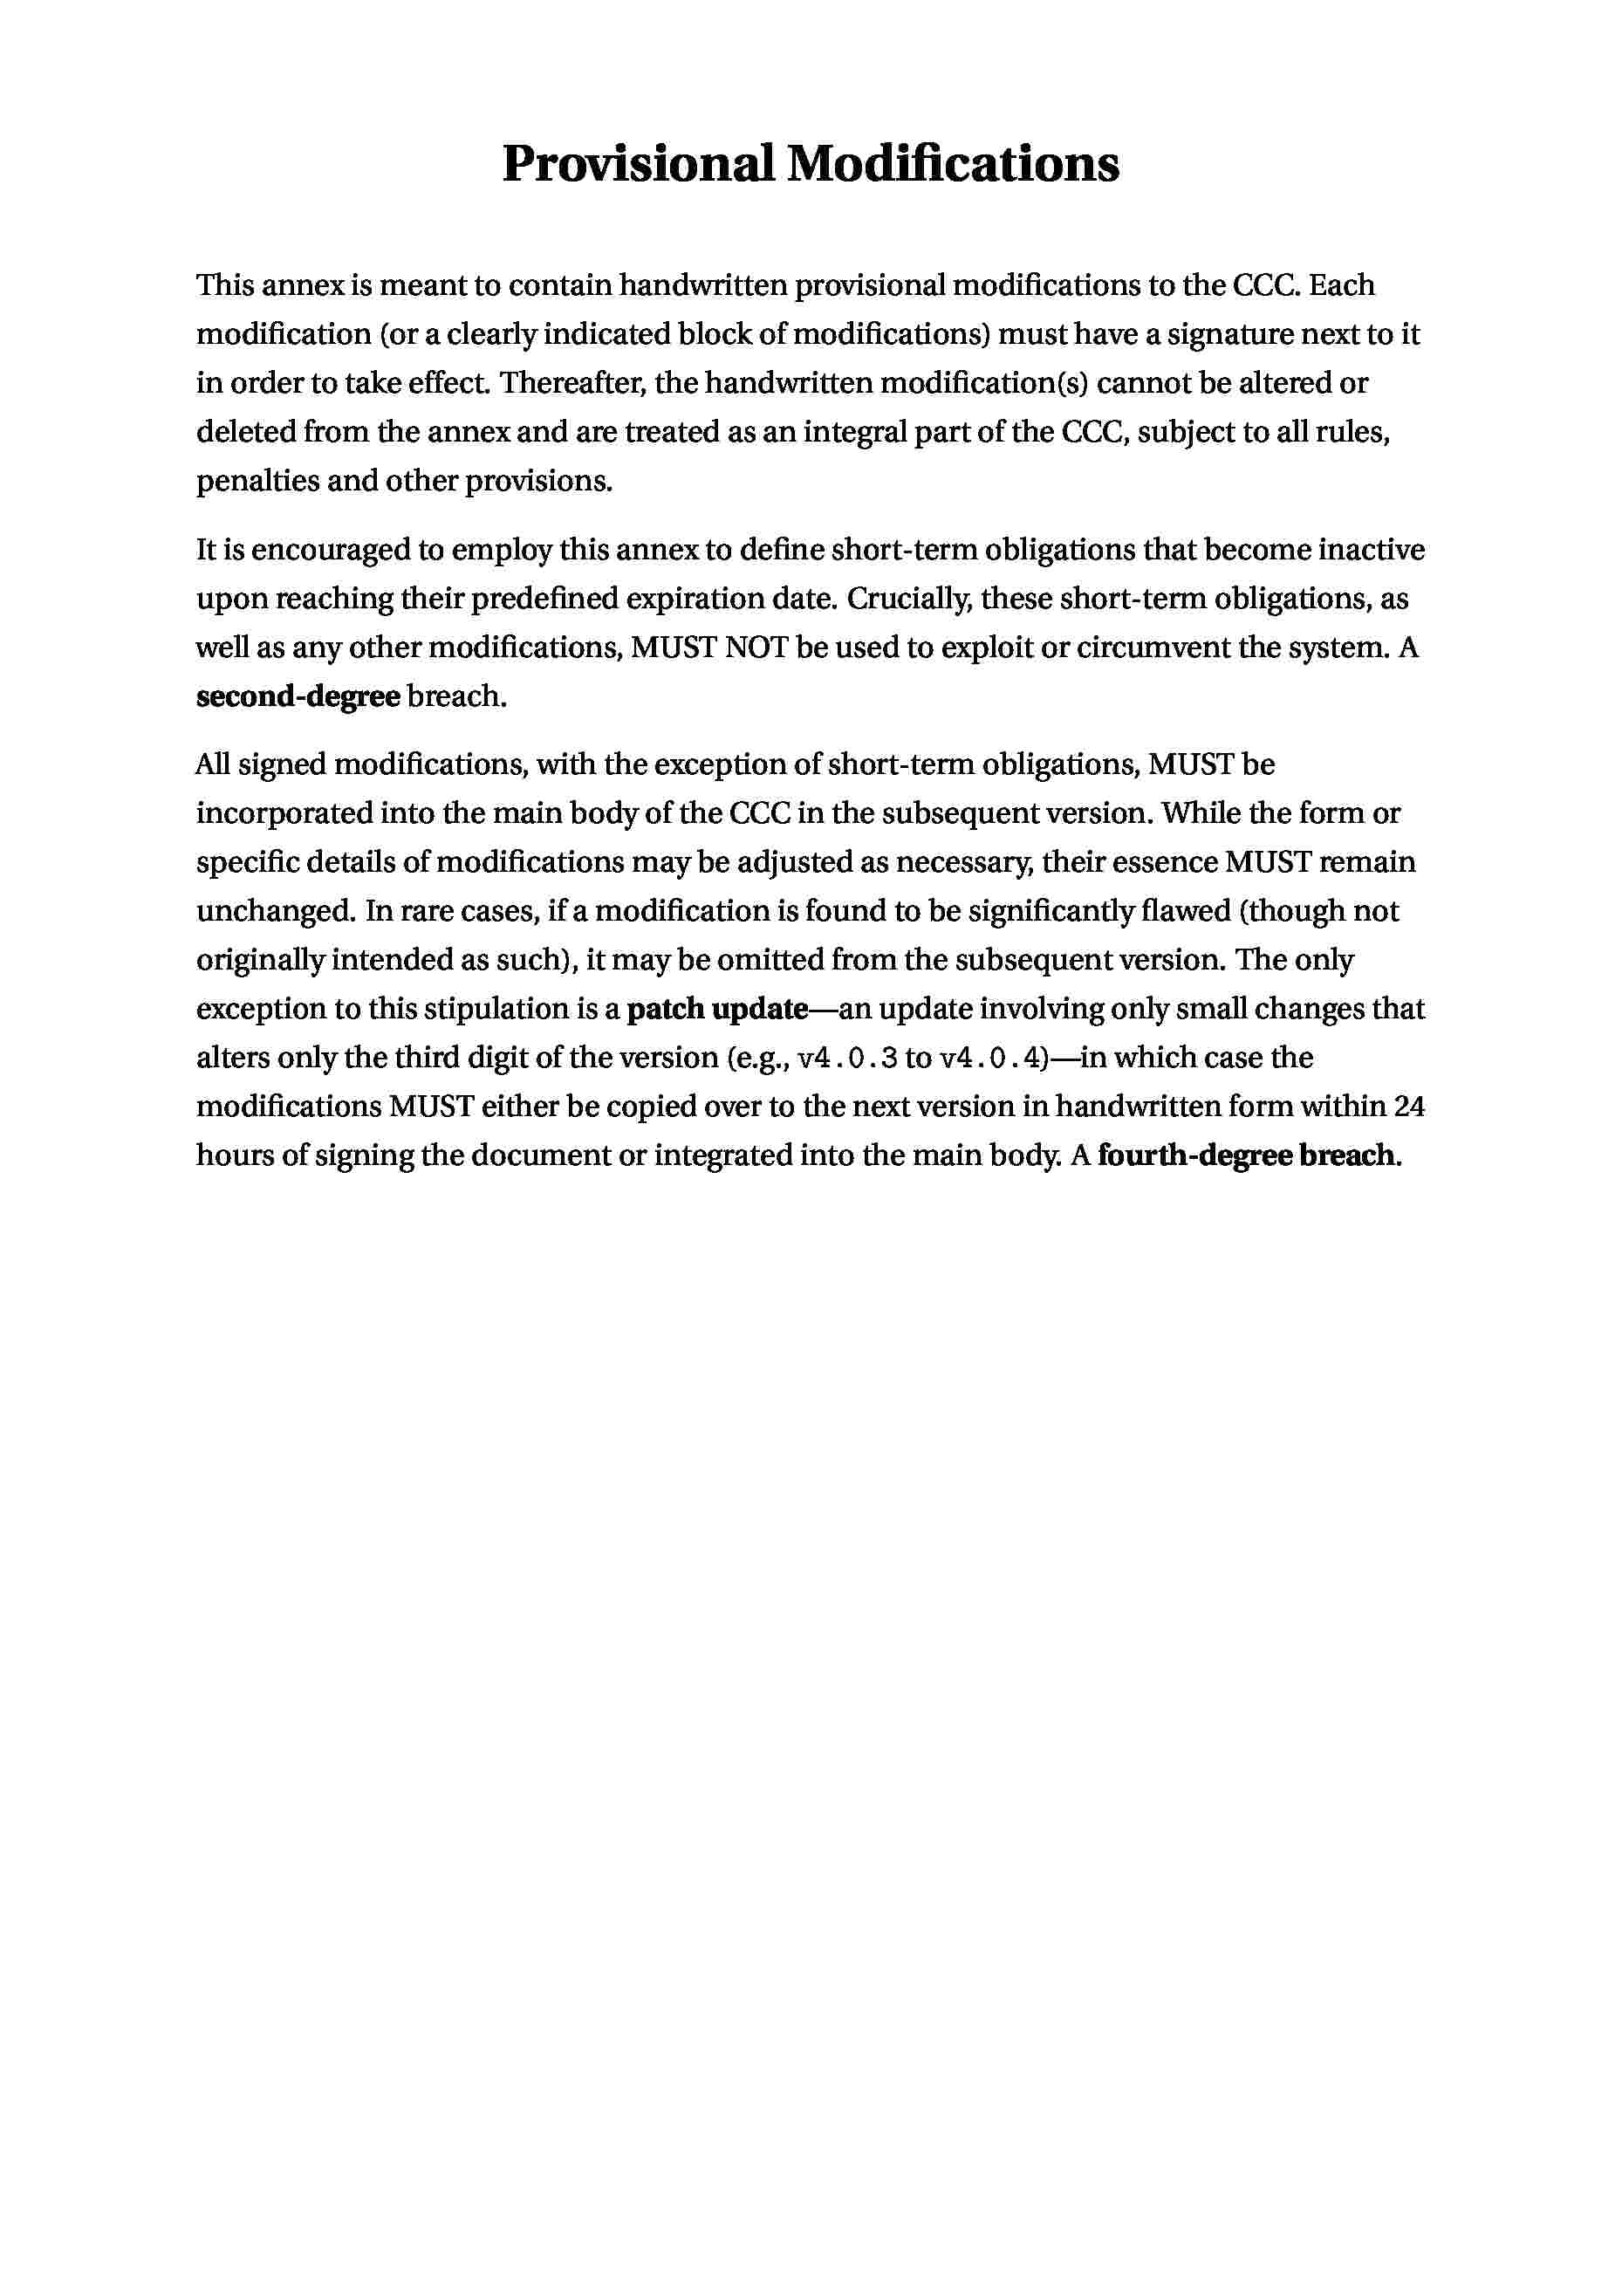 Provisional Modifications
This annex is meant to contain handwritten provisional modifications to the CCC. Each
modification (or a clearly indicated block of modifications) must have a signature next to it
in order to take effect. Thereafter, the handwritten modification(s) cannot be altered or
deleted from the annex and are treated as an integral part of the CCC, subject to all rules,
penalties and other provisions.
It is encouraged to employ this annex to define short-term obligations that become inactive
upon reaching their predefined expiration date. Crucially, these short-term obligations, as
well as any other modifications, MUST NOT be used to exploit or circumvent the system. A
second-degree breach.
All signed modifications, with the exception of short-term obligations, MUST be
incorporated into the main body of the CCC in the subsequent version. While the form or
specific details of modifications may be adjusted as necessary, their essence MUST remain
unchanged. In rare cases, if a modification is found to be significantly flawed (though not
originally intended as such), it may be omitted from the subsequent version. The only
exception to this stipulation is a patch update—an update involving only small changes that
alters only the third digit of the version (e.g., v4.0.3 to v4.0.4)—in which case the
modifications MUST either be copied over to the next version in handwritten form within 24
hours of signing the document or integrated into the main body. A fourth-degree breach.